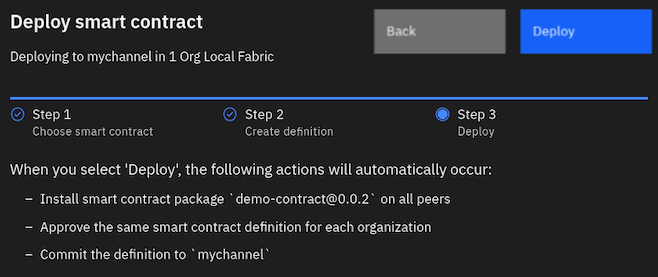 Deploy smart contract
Back
Deploy
Deploying to mychannel in 1 Org Local Fabric
Step 1
Step 2
Step 3
Choose smart contract
Create definition
Deploy
When you select 'Deploy', the following actions will automatically occur:
– Install smart contract package `demo-contract@0.0.2` on all peers
– Approve the same smart contract definition for each organization
– Commit the definition to `mychannel`